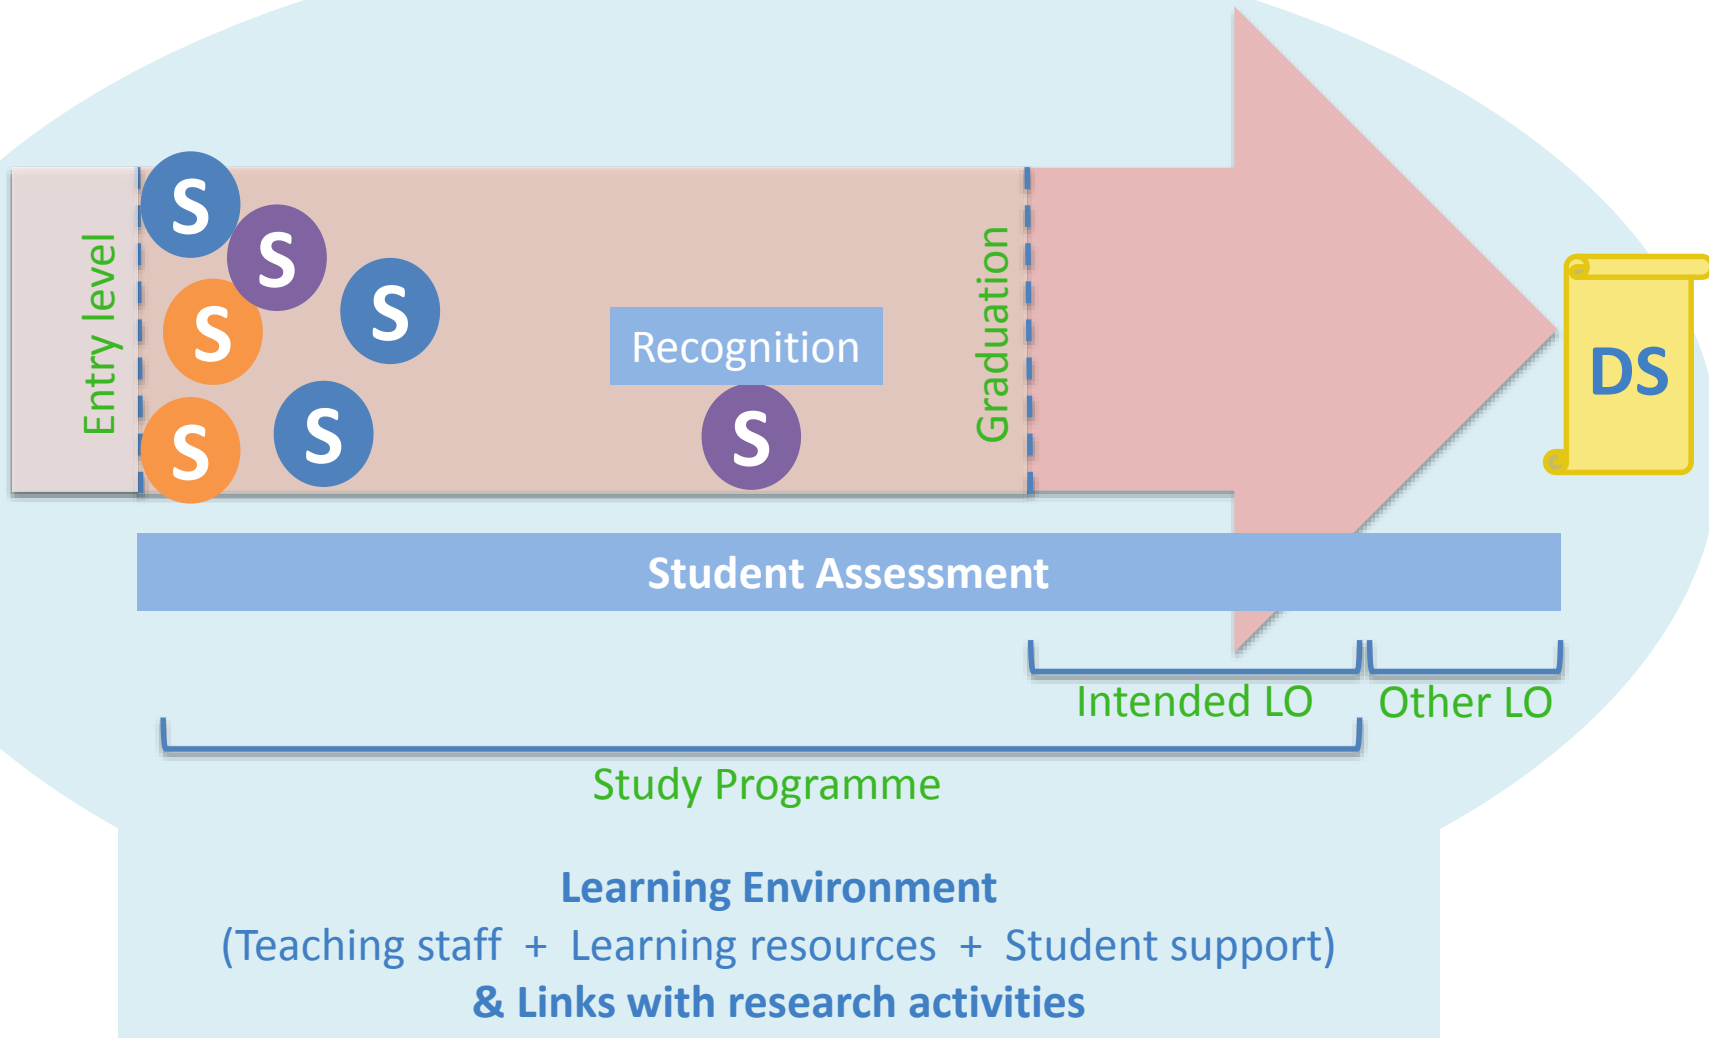 S
S
S
S
S
S
Entry level
Recognition
S
Graduation
DS
Student Assessment
Intended LO
Other LO
Study Programme
Learning Environment
(Teaching staff + Learning resources + Student support)
& Links with research activities